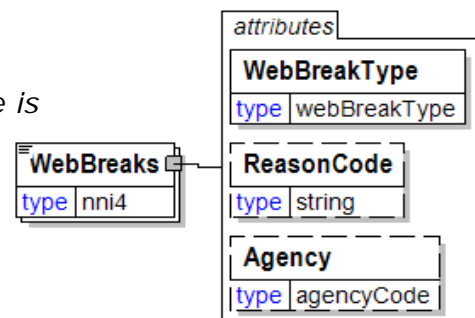 attributes
WebBreakType
type webBreakType
e is
WebBreaks
type nni4
ReasonCode
type string
Agency
type agencyCode